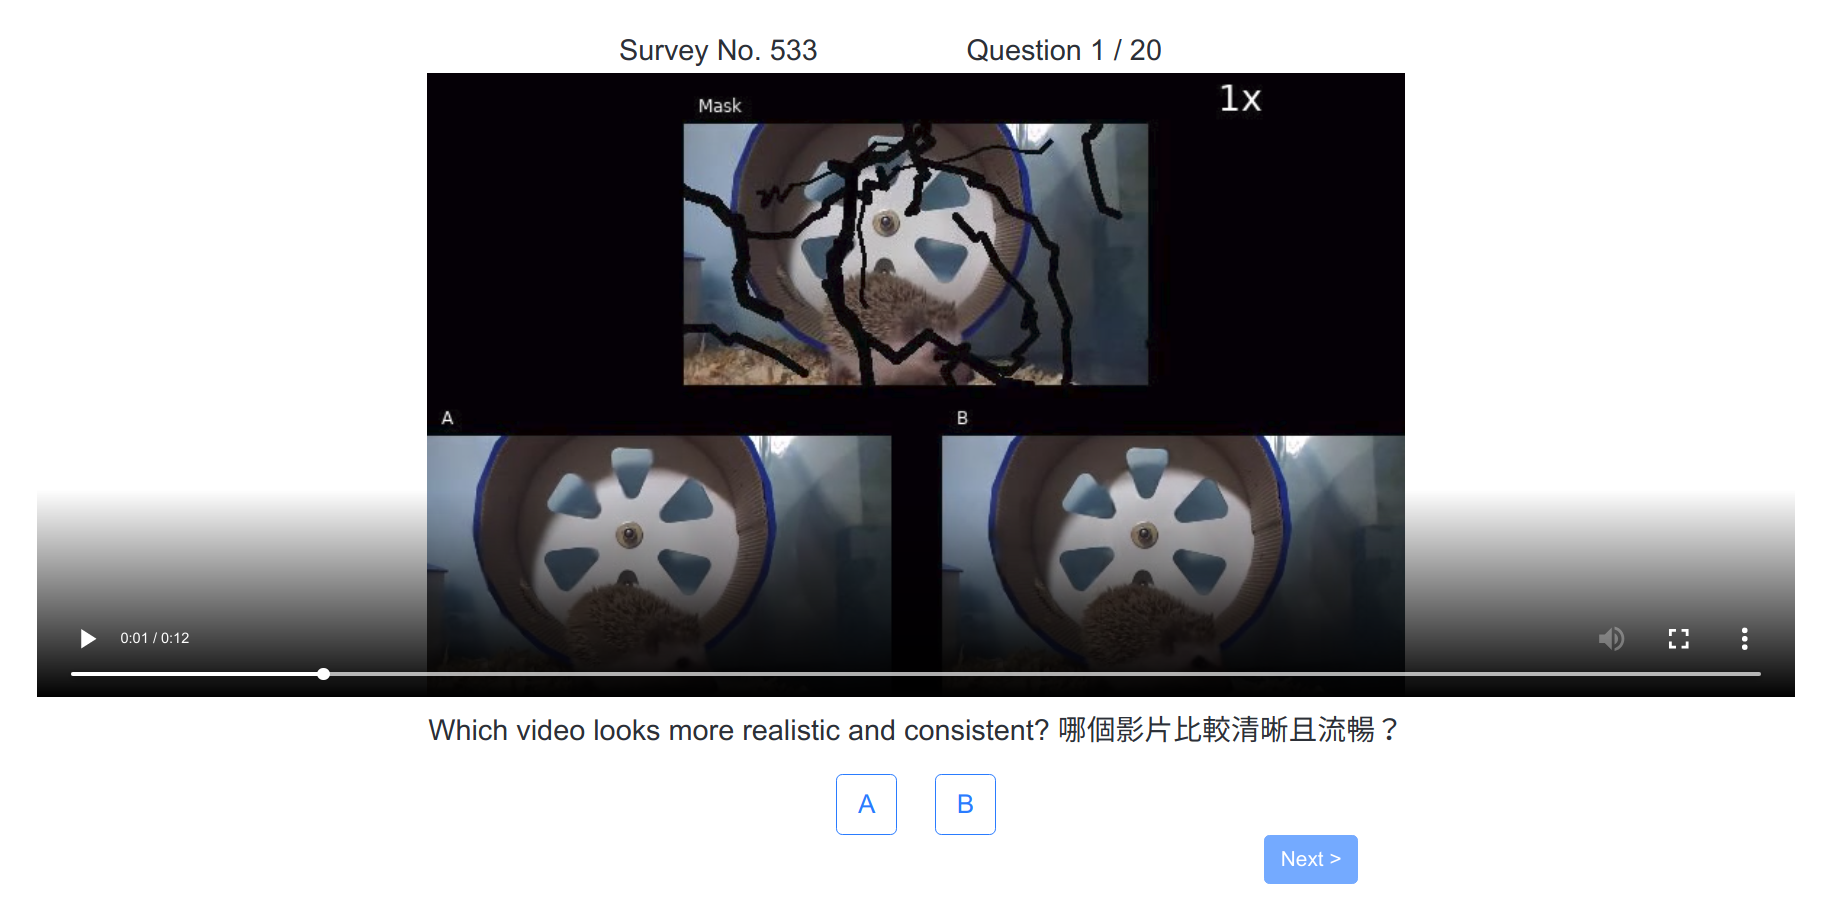 Survey No. 533 Question 1 / 20
Mask 1x
A B
0:01 / 0:12
Which video looks more realistic and consistent? 哪個影片比較清晰且流暢？
A B
Next >